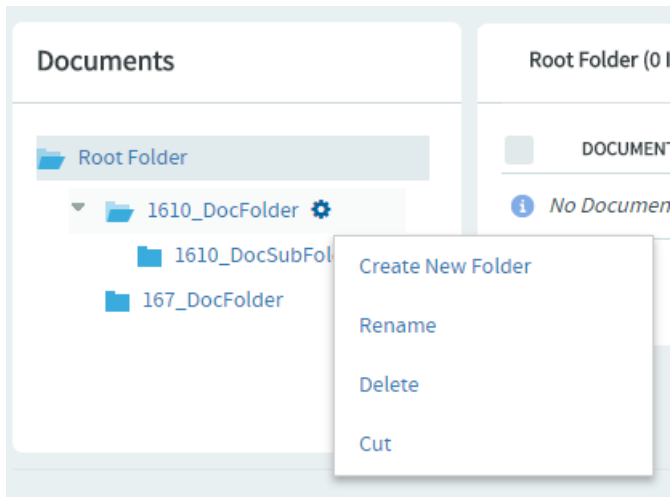 Documents
Root Folder (0
Root Folder
DOCUMENT
1610_DocFolder
No Documen
1610_DocSubFol
Create New Folder
167_DocFolder
Rename
Delete
Cut